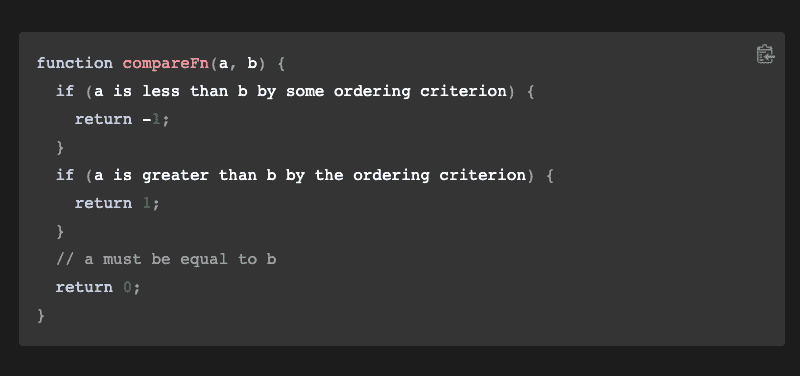 function compareFn(a, b) {
  if (a is less than b by some ordering criterion) {
    return -1;
  }
  if (a is greater than b by the ordering criterion) {
    return 1;
  }
  // a must be equal to b
  return 0;
}